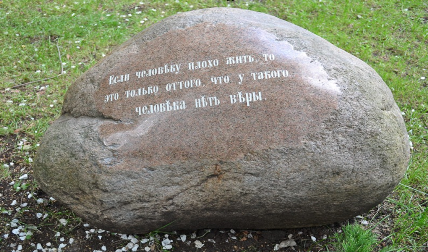 Если человѣку плохо жить, то
это только оттого, что у такого
человѣка нѣтъ вѣры.